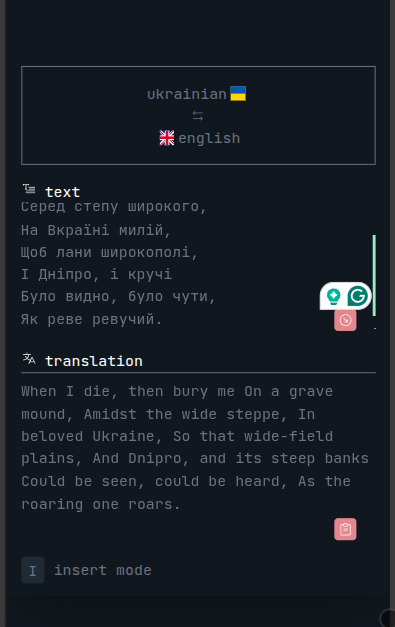 ukrainian
english
text
Серед степу широкого,
На Вкраїні милій,
Щоб лани широкополі,
І Дніпро, і кручі
Було видно, було чути,
Як реве ревучий.
translation
When I die, then bury me On a grave
mound, Amidst the wide steppe, In
beloved Ukraine, So that wide-field
plains, And Dnipro, and its steep banks
Could be seen, could be heard, As the
roaring one roars.
I insert mode